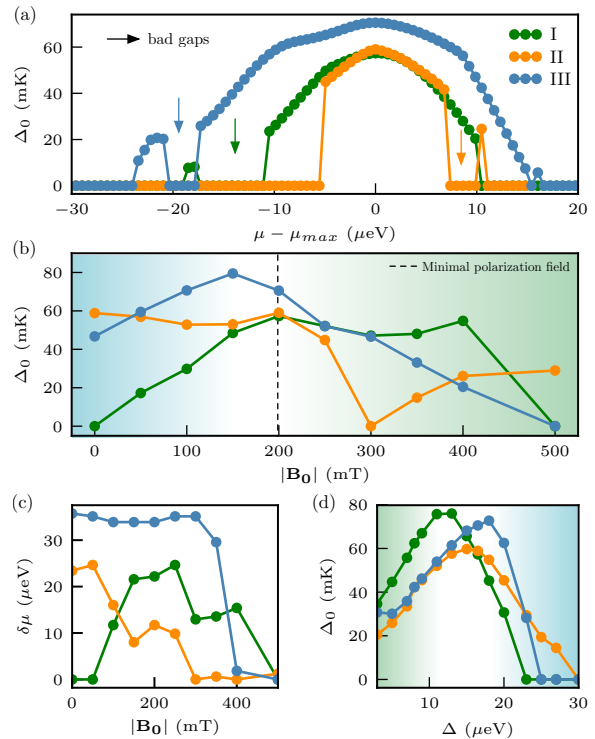 (a)
60
40
20
0
Δ₀ (mK)
bad gaps
I
II
III
−30 −20 −10 0 10 20
μ − μₘₐₓ (μeV)
(b)
80
60
40
20
0
Δ₀ (mK)
Minimal polarization field
0 100 200 300 400 500
|B₀| (mT)
(c)
30
20
10
0
δμ (μeV)
0 200 400
|B₀| (mT)
(d)
80
60
40
20
0
Δ₀ (mK)
10 20 30
Δ (μeV)